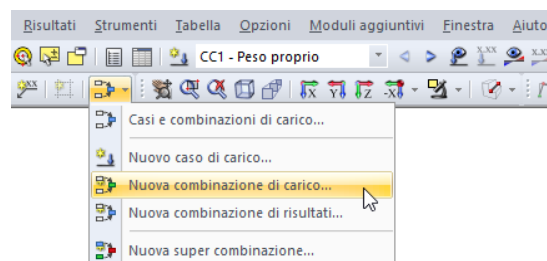 Risultati Strumenti Tabella Opzioni Moduli aggiuntivi Finestra Aiuto
CC1 - Peso proprio
Casi e combinazioni di carico...
Nuovo caso di carico...
Nuova combinazione di carico...
Nuova combinazione di risultati...
Nuova super combinazione...